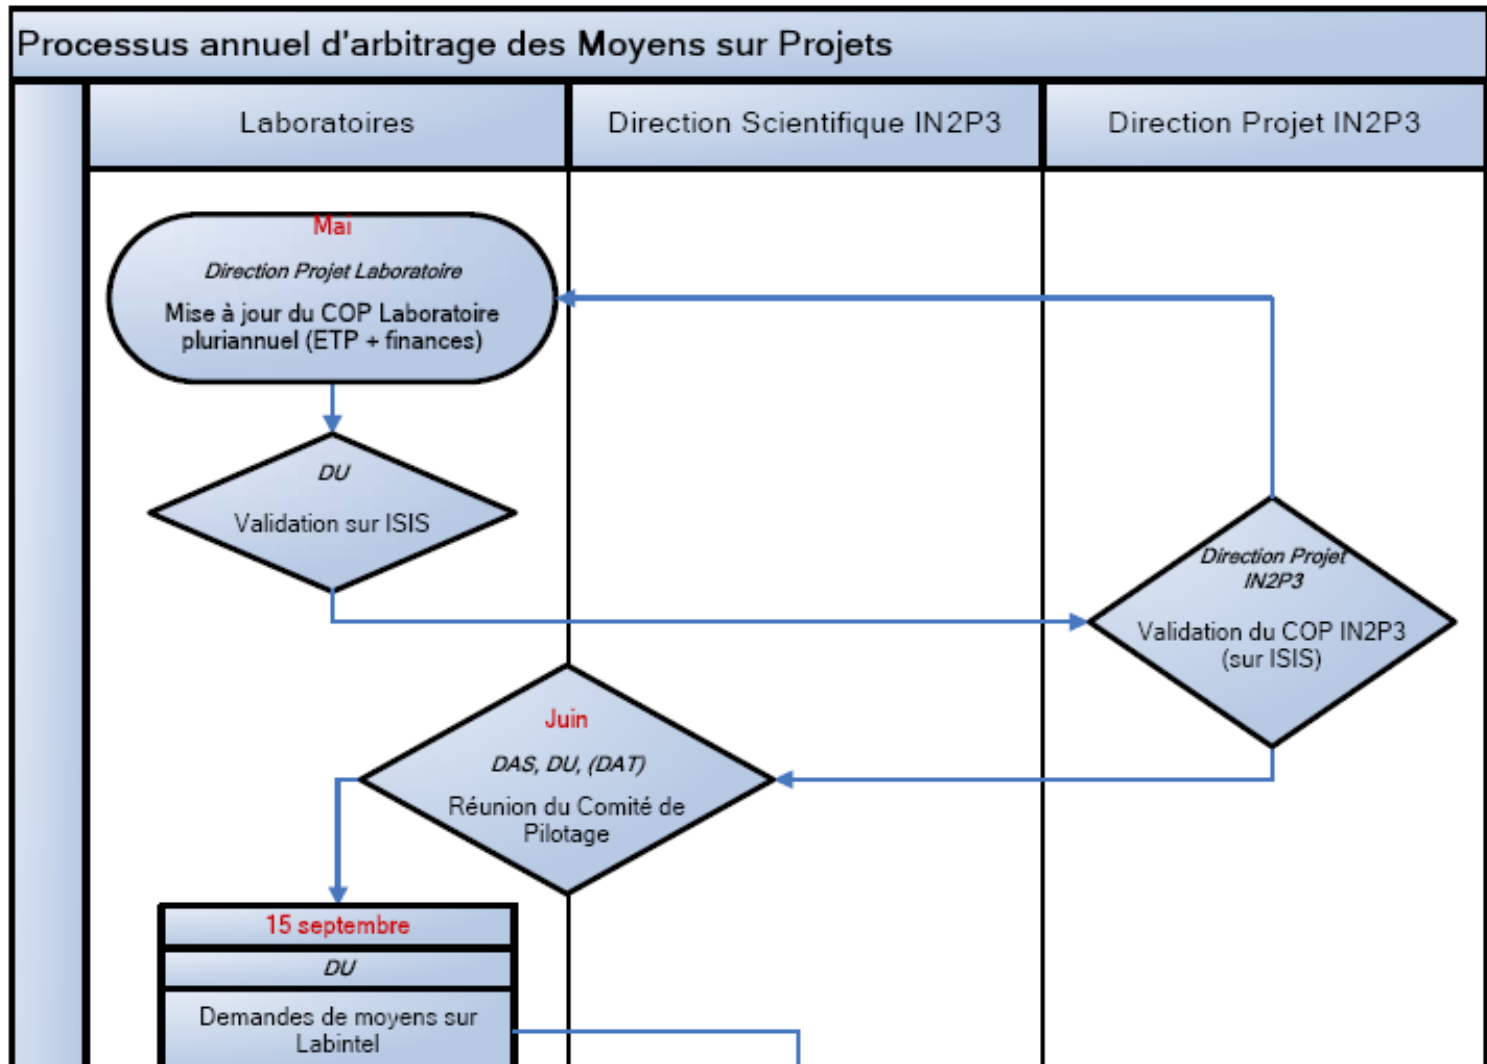 Processus annuel d'arbitrage des Moyens sur Projets
Laboratoires
Direction Scientifique IN2P3
Direction Projet IN2P3
Mai
Direction Projet Laboratoire
Mise à jour du COP Laboratoire
pluriannuel (ETP + finances)
DU
Validation sur ISIS
Direction Projet
IN2P3
Validation du COP IN2P3
(sur ISIS)
Juin
DAS, DU, (DAT)
Réunion du Comité de
Pilotage
15 septembre
DU
Demandes de moyens sur
Labintel